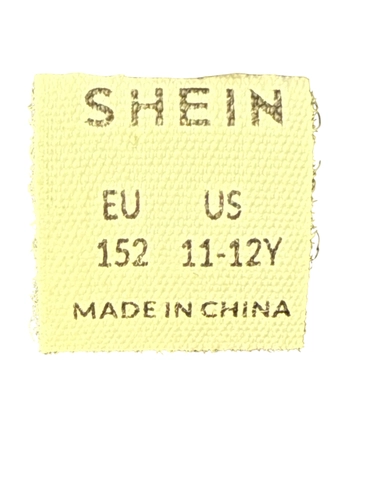 SHEIN
EU US
152 11-12Y
MADE IN CHINA